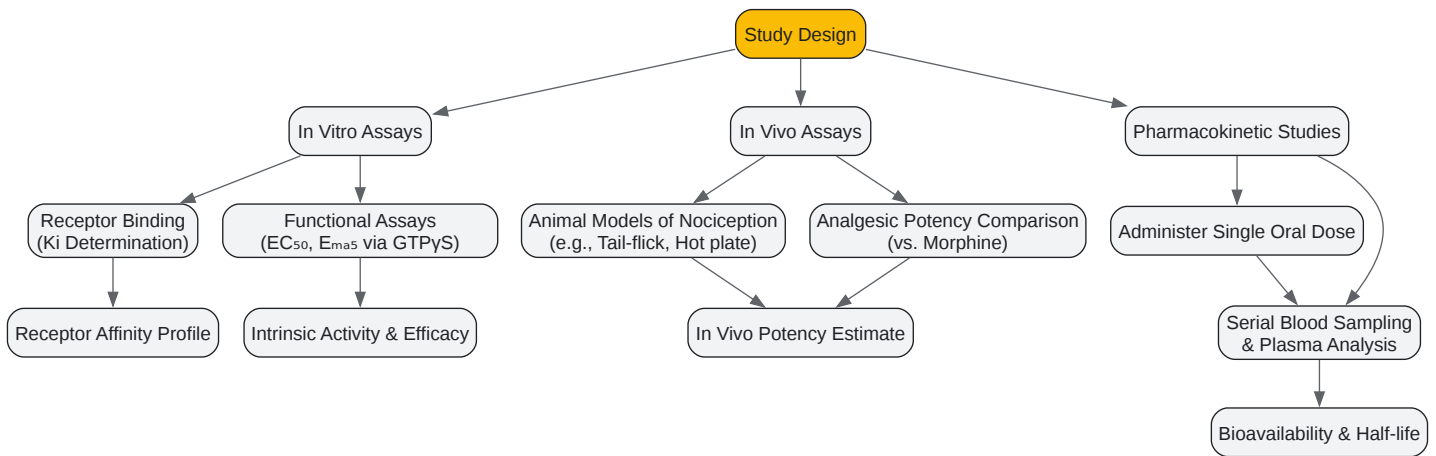 Study Design
In Vitro Assays
In Vivo Assays
Pharmacokinetic Studies
Receptor Binding
(Ki Determination)
Functional Assays
(EC₅₀, Eₘₐ₅ via GTPγS)
Animal Models of Nociception
(e.g., Tail-flick, Hot plate)
Analgesic Potency Comparison
(vs. Morphine)
Administer Single Oral Dose
Receptor Affinity Profile
Intrinsic Activity & Efficacy
In Vivo Potency Estimate
Serial Blood Sampling
& Plasma Analysis
Bioavailability & Half-life